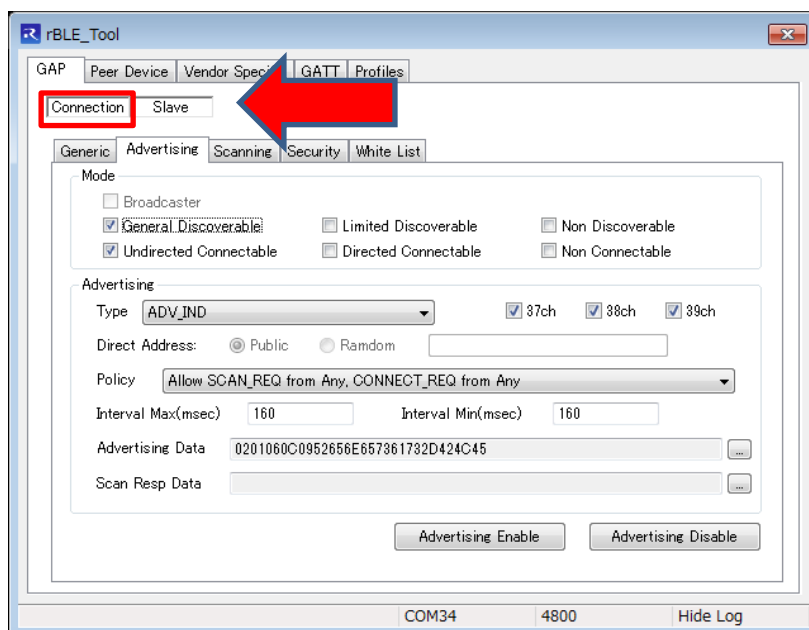 rBLE_Tool
GAP Peer Device Vendor GATT Profiles
Connection Slave
Generic Advertising Scanning Security White List
Mode
Broadcaster
General Discoverable Limited Discoverable Non Discoverable
Undirected Connectable Directed Connectable Non Connectable
Advertising
Type ADV_IND 37ch 38ch 39ch
Direct Address: Public Ramdom
Policy Allow SCAN_REQ from Any, CONNECT_REQ from Any
Interval Max(msec) 160 Interval Min(msec) 160
Advertising Data 0201060C0952656E657361732D424C45 ...
Scan Resp Data ...
Advertising Enable Advertising Disable
COM34 4800 Hide Log